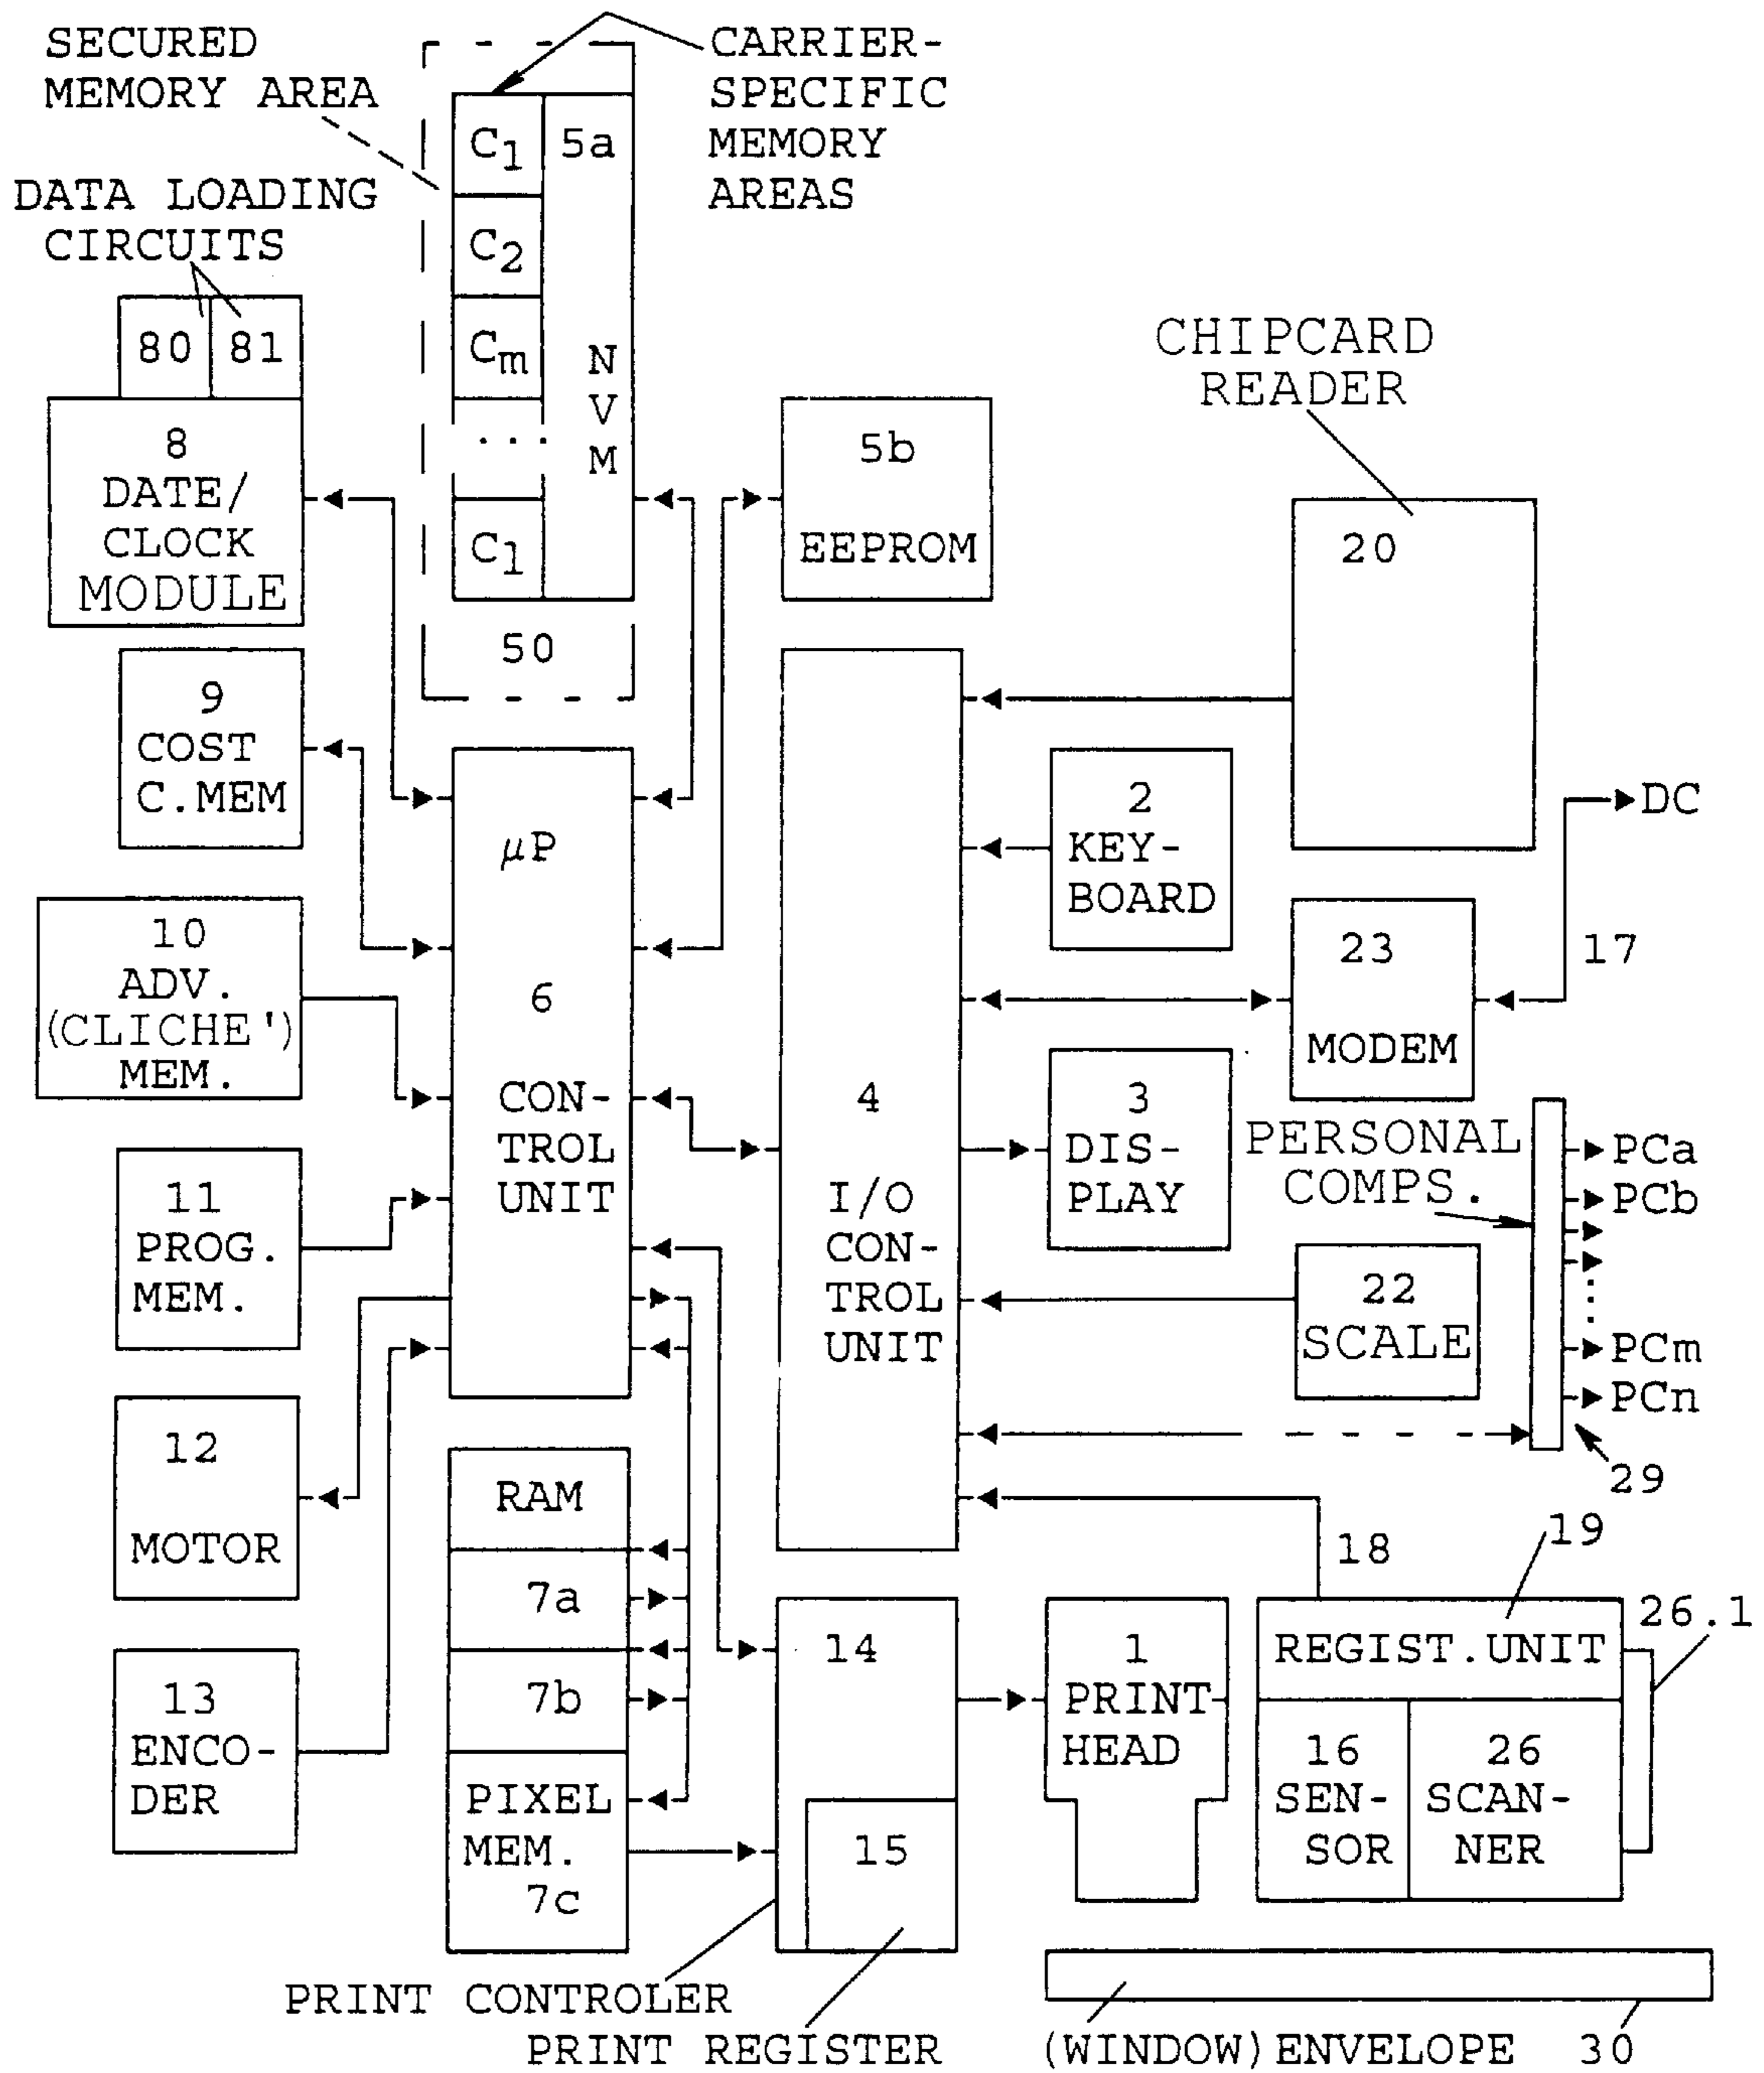 SECURED
MEMORY AREA
CARRIER-
SPECIFIC
MEMORY
AREAS
DATA LOADING
CIRCUITS
C1
5a
C2
Cm
...
C1
N
V
M
50
80
81
8
DATE/
CLOCK
MODULE
5b
EEPROM
CHIPCARD
READER
20
9
COST
C.MEM
µP
6
CON-
TROL
UNIT
2
KEY-
BOARD
DC
17
10
ADV.
(CLICHE')
MEM.
23
MODEM
4
I/O
CON-
TROL
UNIT
3
DIS-
PLAY
PERSONAL
COMPS.
PCa
PCb
PCm
PCn
29
11
PROG.
MEM.
22
SCALE
12
MOTOR
RAM
7a
7b
PIXEL
MEM.
7c
18
19
26.1
13
ENCO-
DER
14
15
1
PRINT
HEAD
REGIST.UNIT
16
SEN-
SOR
26
SCAN-
NER
PRINT CONTROLER
PRINT REGISTER
(WINDOW)ENVELOPE 30